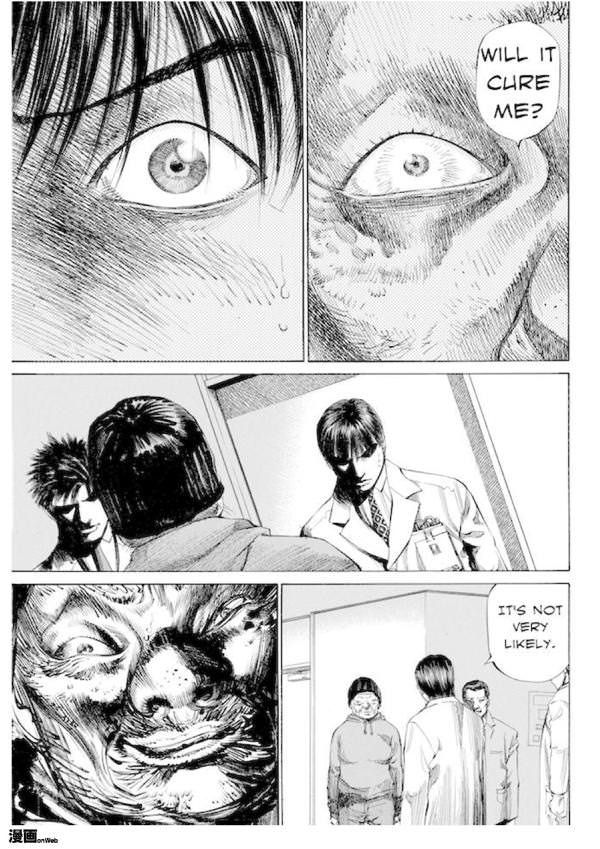 WILL IT
CURE
ME?
IT'S NOT
VERY
LIKELY.
漫画onWeb